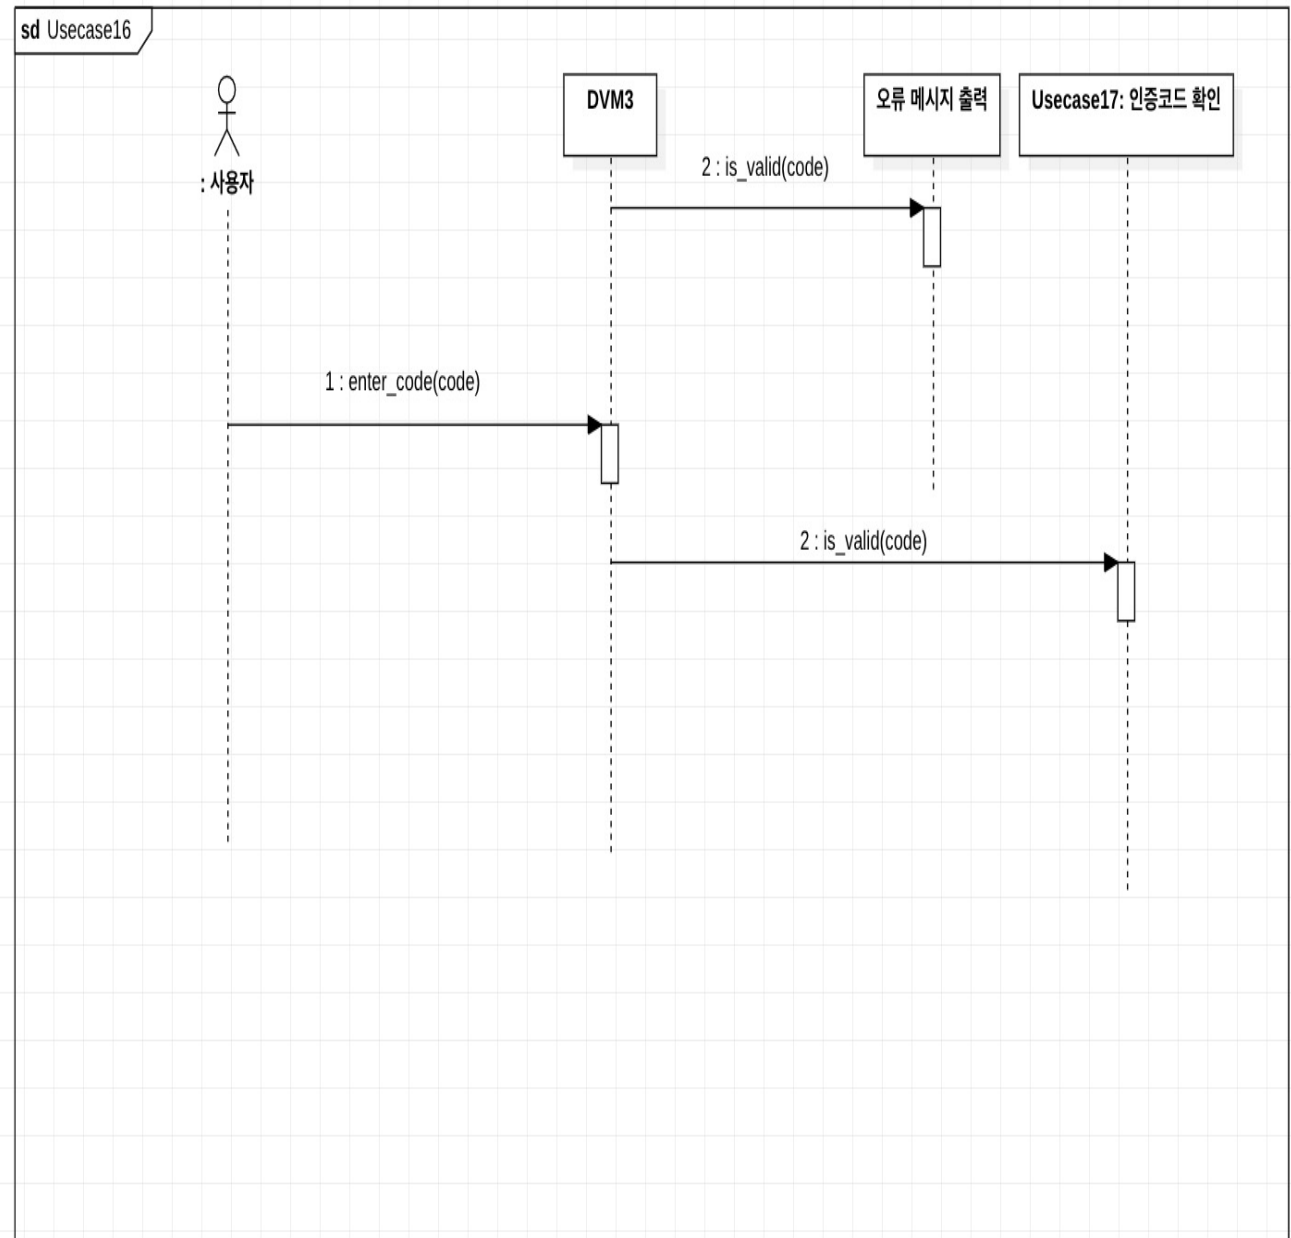 sd Usecase16
: 사용자
DVM3
오류 메시지 출력
Usecase17: 인증코드 확인
2 : is_valid(code)
1 : enter_code(code)
2 : is_valid(code)